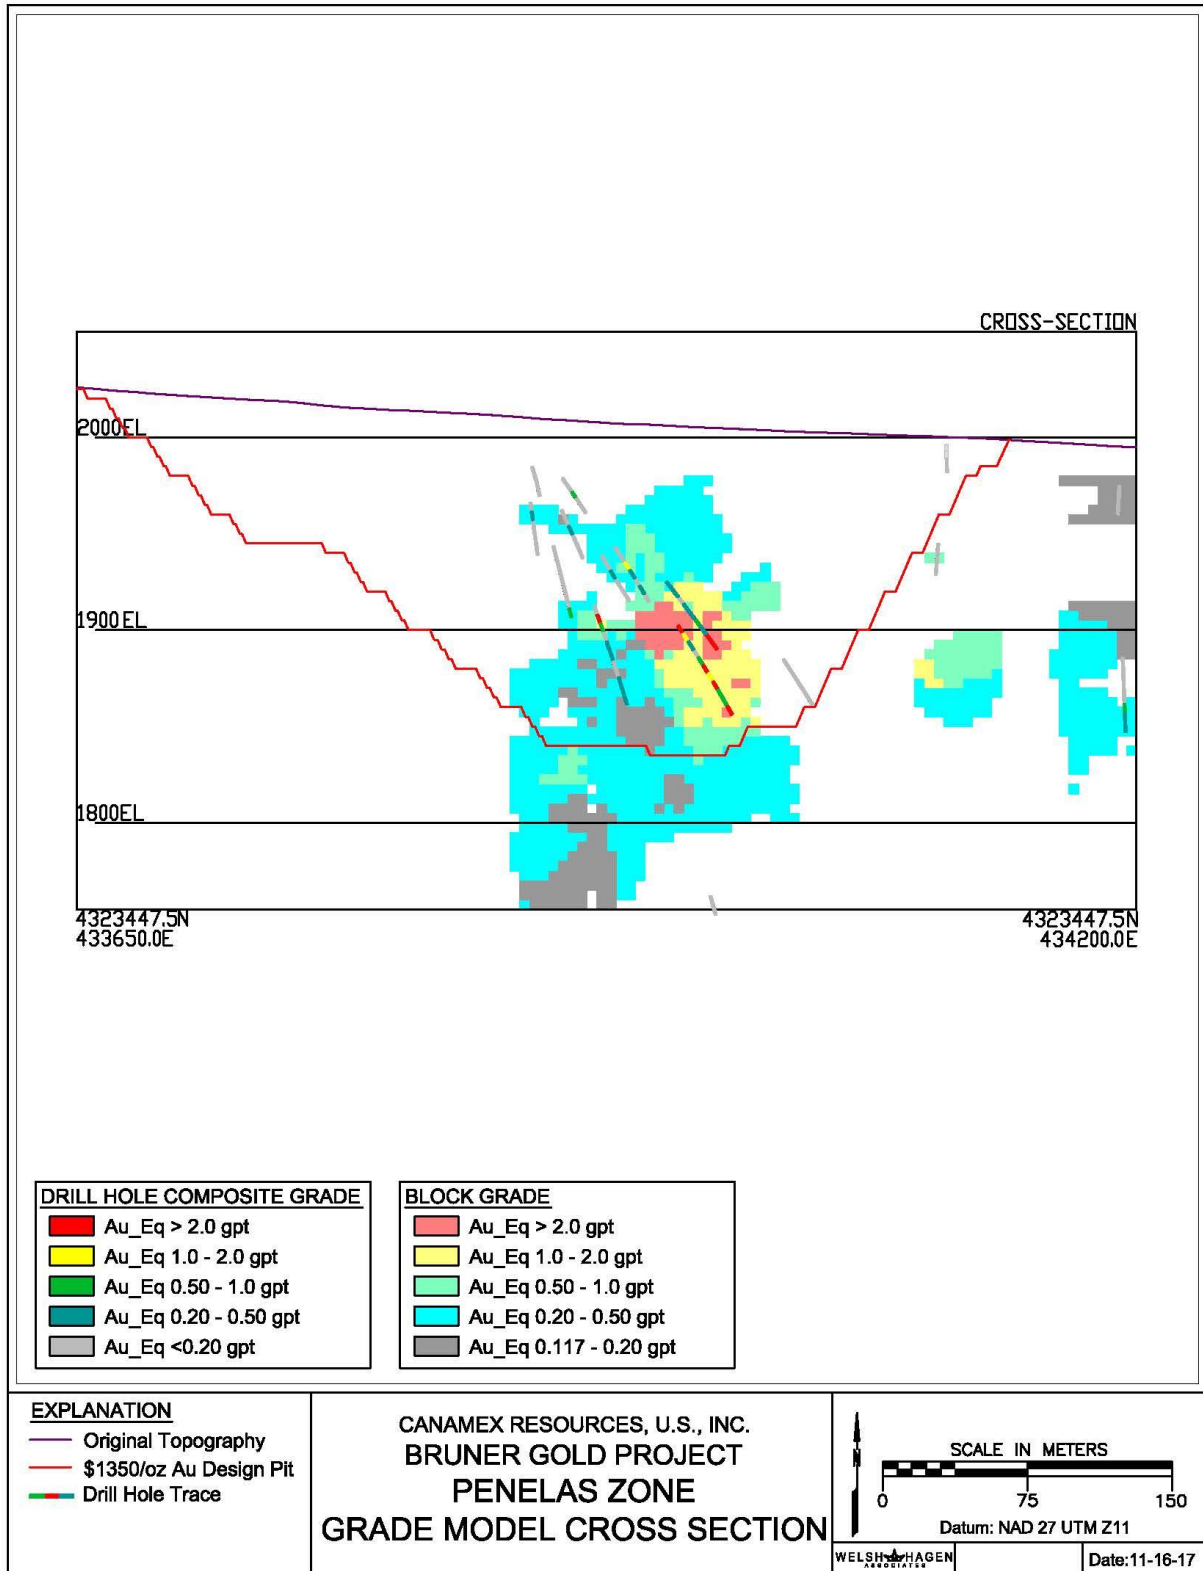 CROSS-SECTION
2000EL
1900EL
1800EL
4323447.5N
433650.0E
4323447.5N
434200.0E
DRILL HOLE COMPOSITE GRADE
Au_Eq > 2.0 gpt
Au_Eq 1.0 - 2.0 gpt
Au_Eq 0.50 - 1.0 gpt
Au_Eq 0.20 - 0.50 gpt
Au_Eq <0.20 gpt
BLOCK GRADE
Au_Eq > 2.0 gpt
Au_Eq 1.0 - 2.0 gpt
Au_Eq 0.50 - 1.0 gpt
Au_Eq 0.20 - 0.50 gpt
Au_Eq 0.117 - 0.20 gpt
EXPLANATION
Original Topography
$1350/oz Au Design Pit
Drill Hole Trace
CANAMEX RESOURCES, U.S., INC.
BRUNER GOLD PROJECT
PENELAS ZONE
GRADE MODEL CROSS SECTION
N
SCALE IN METERS
0 75 150
Datum: NAD 27 UTM Z11
WELSH HAGEN
ASSOCIATES
Date:11-16-17